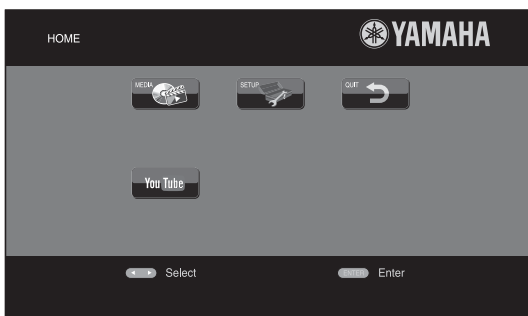 HOME
YAMAHA
MEDIA
SETUP
QUIT
You Tube
Select
ENTER Enter